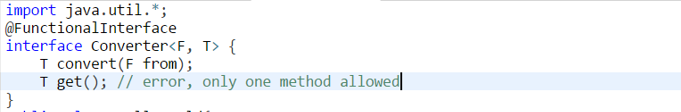 import java.util.*;
@FunctionalInterface
interface Converter<F, T> {
    T convert(F from);
    T get(); // error, only one method allowed
}